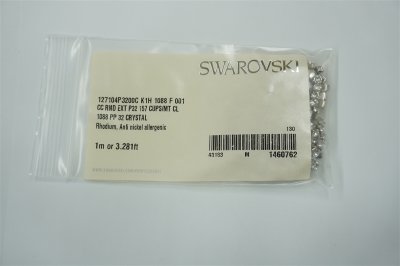 SWAROVSKI
127104P3200C K1H 1088 F 001
CC RND EXT P32 157 CUPS/MT CL
1088 PP 32 CRYSTAL
Rhodium, Anti nickel allergenic
130
1m or 3.281ft
43183 M 1460762